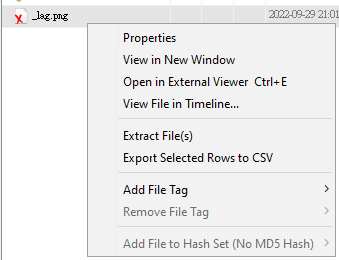 _lag.png 2022-09-29 21:01
Properties
View in New Window
Open in External Viewer Ctrl+E
View File in Timeline...
Extract File(s)
Export Selected Rows to CSV
Add File Tag
Remove File Tag
Add File to Hash Set (No MD5 Hash)